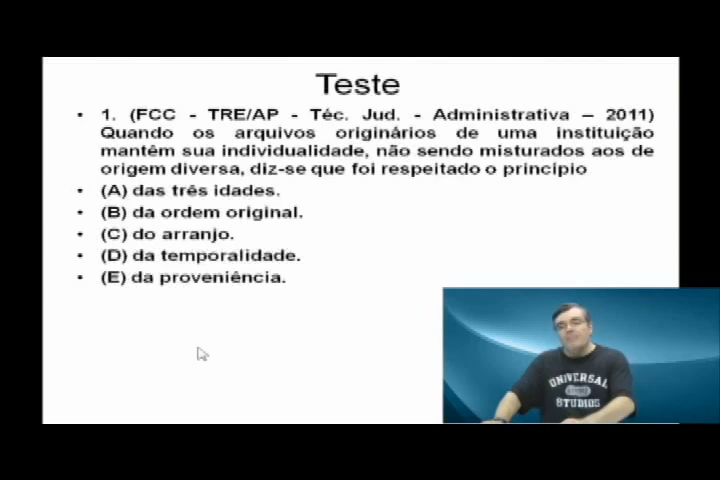 Teste
• 1. (FCC - TRE/AP - Téc. Jud. - Administrativa – 2011)
Quando os arquivos originários de uma instituição
mantêm sua individualidade, não sendo misturados aos de
origem diversa, diz-se que foi respeitado o princípio
• (A) das três idades.
• (B) da ordem original.
• (C) do arranjo.
• (D) da temporalidade.
• (E) da proveniência.
UNIVERSAL
STUDIOS